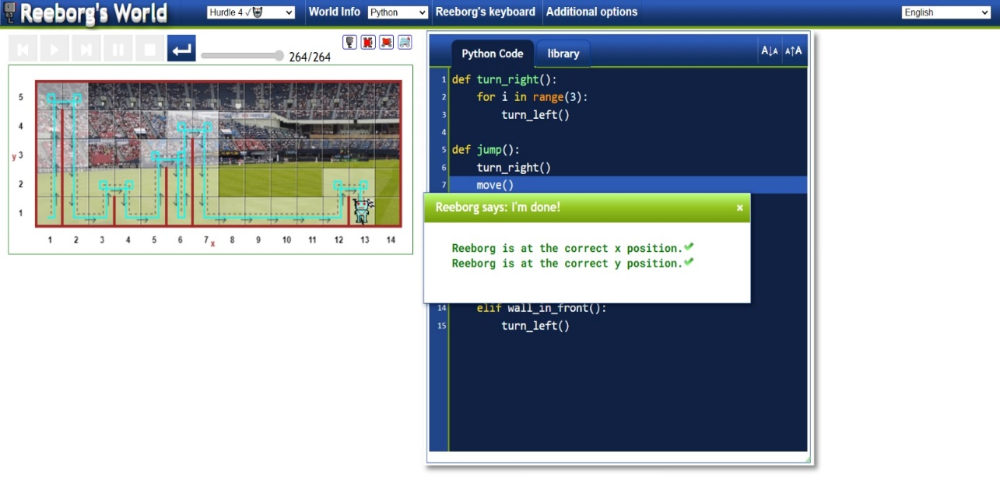 Reeborg's World
Hurdle 4 ✓
World Info
Python
Reeborg's keyboard
Additional options
English
264/264
Python Code
library
A↓A A↑A
5
4
y 3
2
1
1 2 3 4 5 6 7 x 8 9 10 11 12 13 14
1 def turn_right():
2 for i in range(3):
3 turn_left()
4
5 def jump():
6 turn_right()
7 move()
Reeborg says: I'm done!
×
Reeborg is at the correct x position.✔
Reeborg is at the correct y position.✔
14 elif wall_in_front():
15 turn_left()